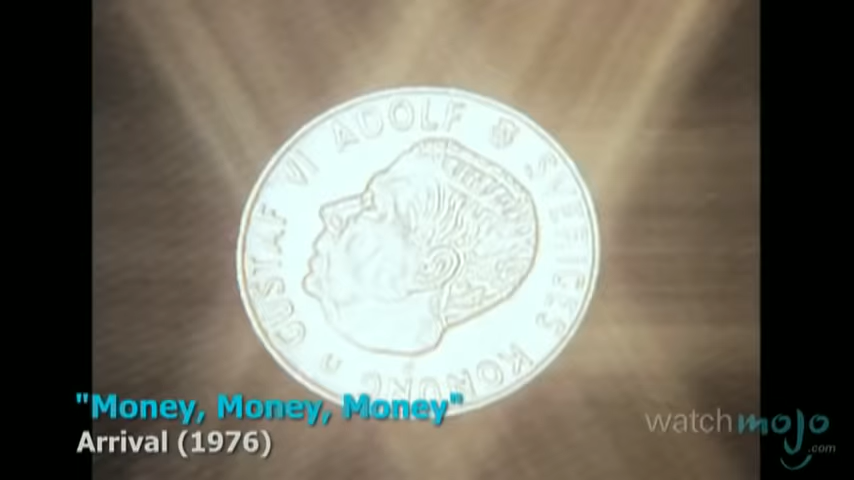 GUSTAF VI ADOLF SVERIGES KONUNG
U
"Money, Money, Money"
Arrival (1976)
watchmojo
.com